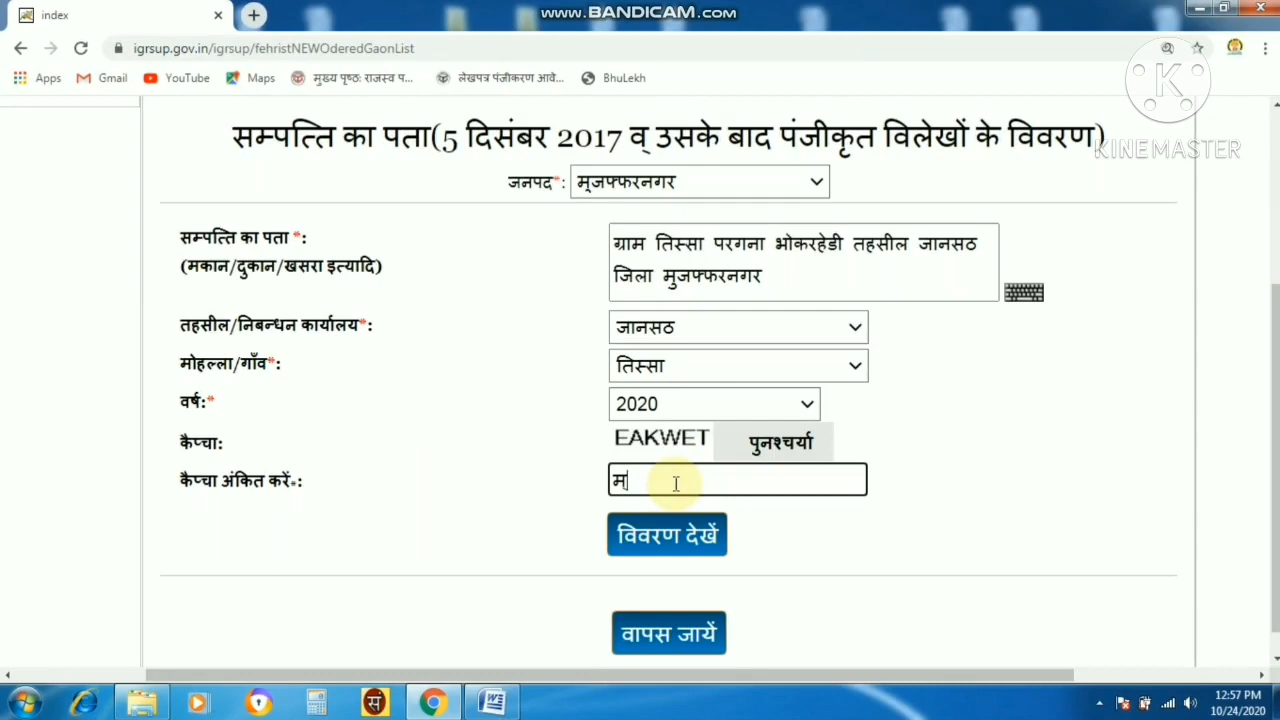 www.BANDICAM.com
index
igrsup.gov.in/igrsup/fehristNEWOderedGaonList
Apps Gmail YouTube Maps मुख्य पृष्ठ: राजस्व प... लेखपत्र पंजीकरण आवे... BhuLekh
K
KINEMASTER
सम्पत्ति का पता(5 दिसंबर 2017 व् उसके बाद पंजीकृत विलेखों के विवरण)
जनपद*: मुजफ्फरनगर
सम्पत्ति का पता *:
(मकान/दुकान/खसरा इत्यादि)
ग्राम तिस्सा परगना भोकरहेडी तहसील जानसठ
जिला मुजफ्फरनगर
तहसील/निबन्धन कार्यालय*: जानसठ
मोहल्ला/गाँव*: तिस्सा
वर्ष:* 2020
कैप्चा: EAKWET पुनश्चर्या
कैप्चा अंकित करें*: म्
विवरण देखें
वापस जायें
सं
12:57 PM
10/24/2020